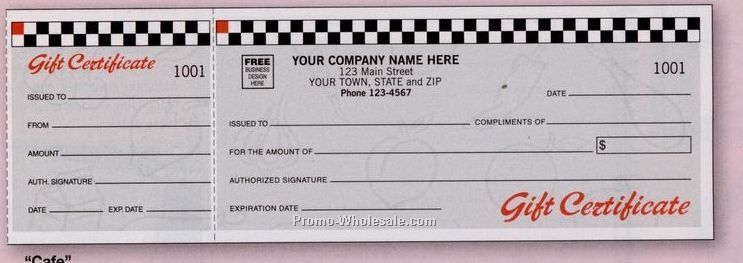 Gift Certificate
1001
ISSUED TO
FROM
AMOUNT
AUTH. SIGNATURE
DATE EXP. DATE
FREE
BUSINESS
DESIGN
HERE
YOUR COMPANY NAME HERE
123 Main Street
YOUR TOWN, STATE and ZIP
Phone 123-4567
1001
DATE
ISSUED TO COMPLIMENTS OF
FOR THE AMOUNT OF $
AUTHORIZED SIGNATURE
EXPIRATION DATE
Gift Certificate
Promo-Wholesale.com
"Cafe"